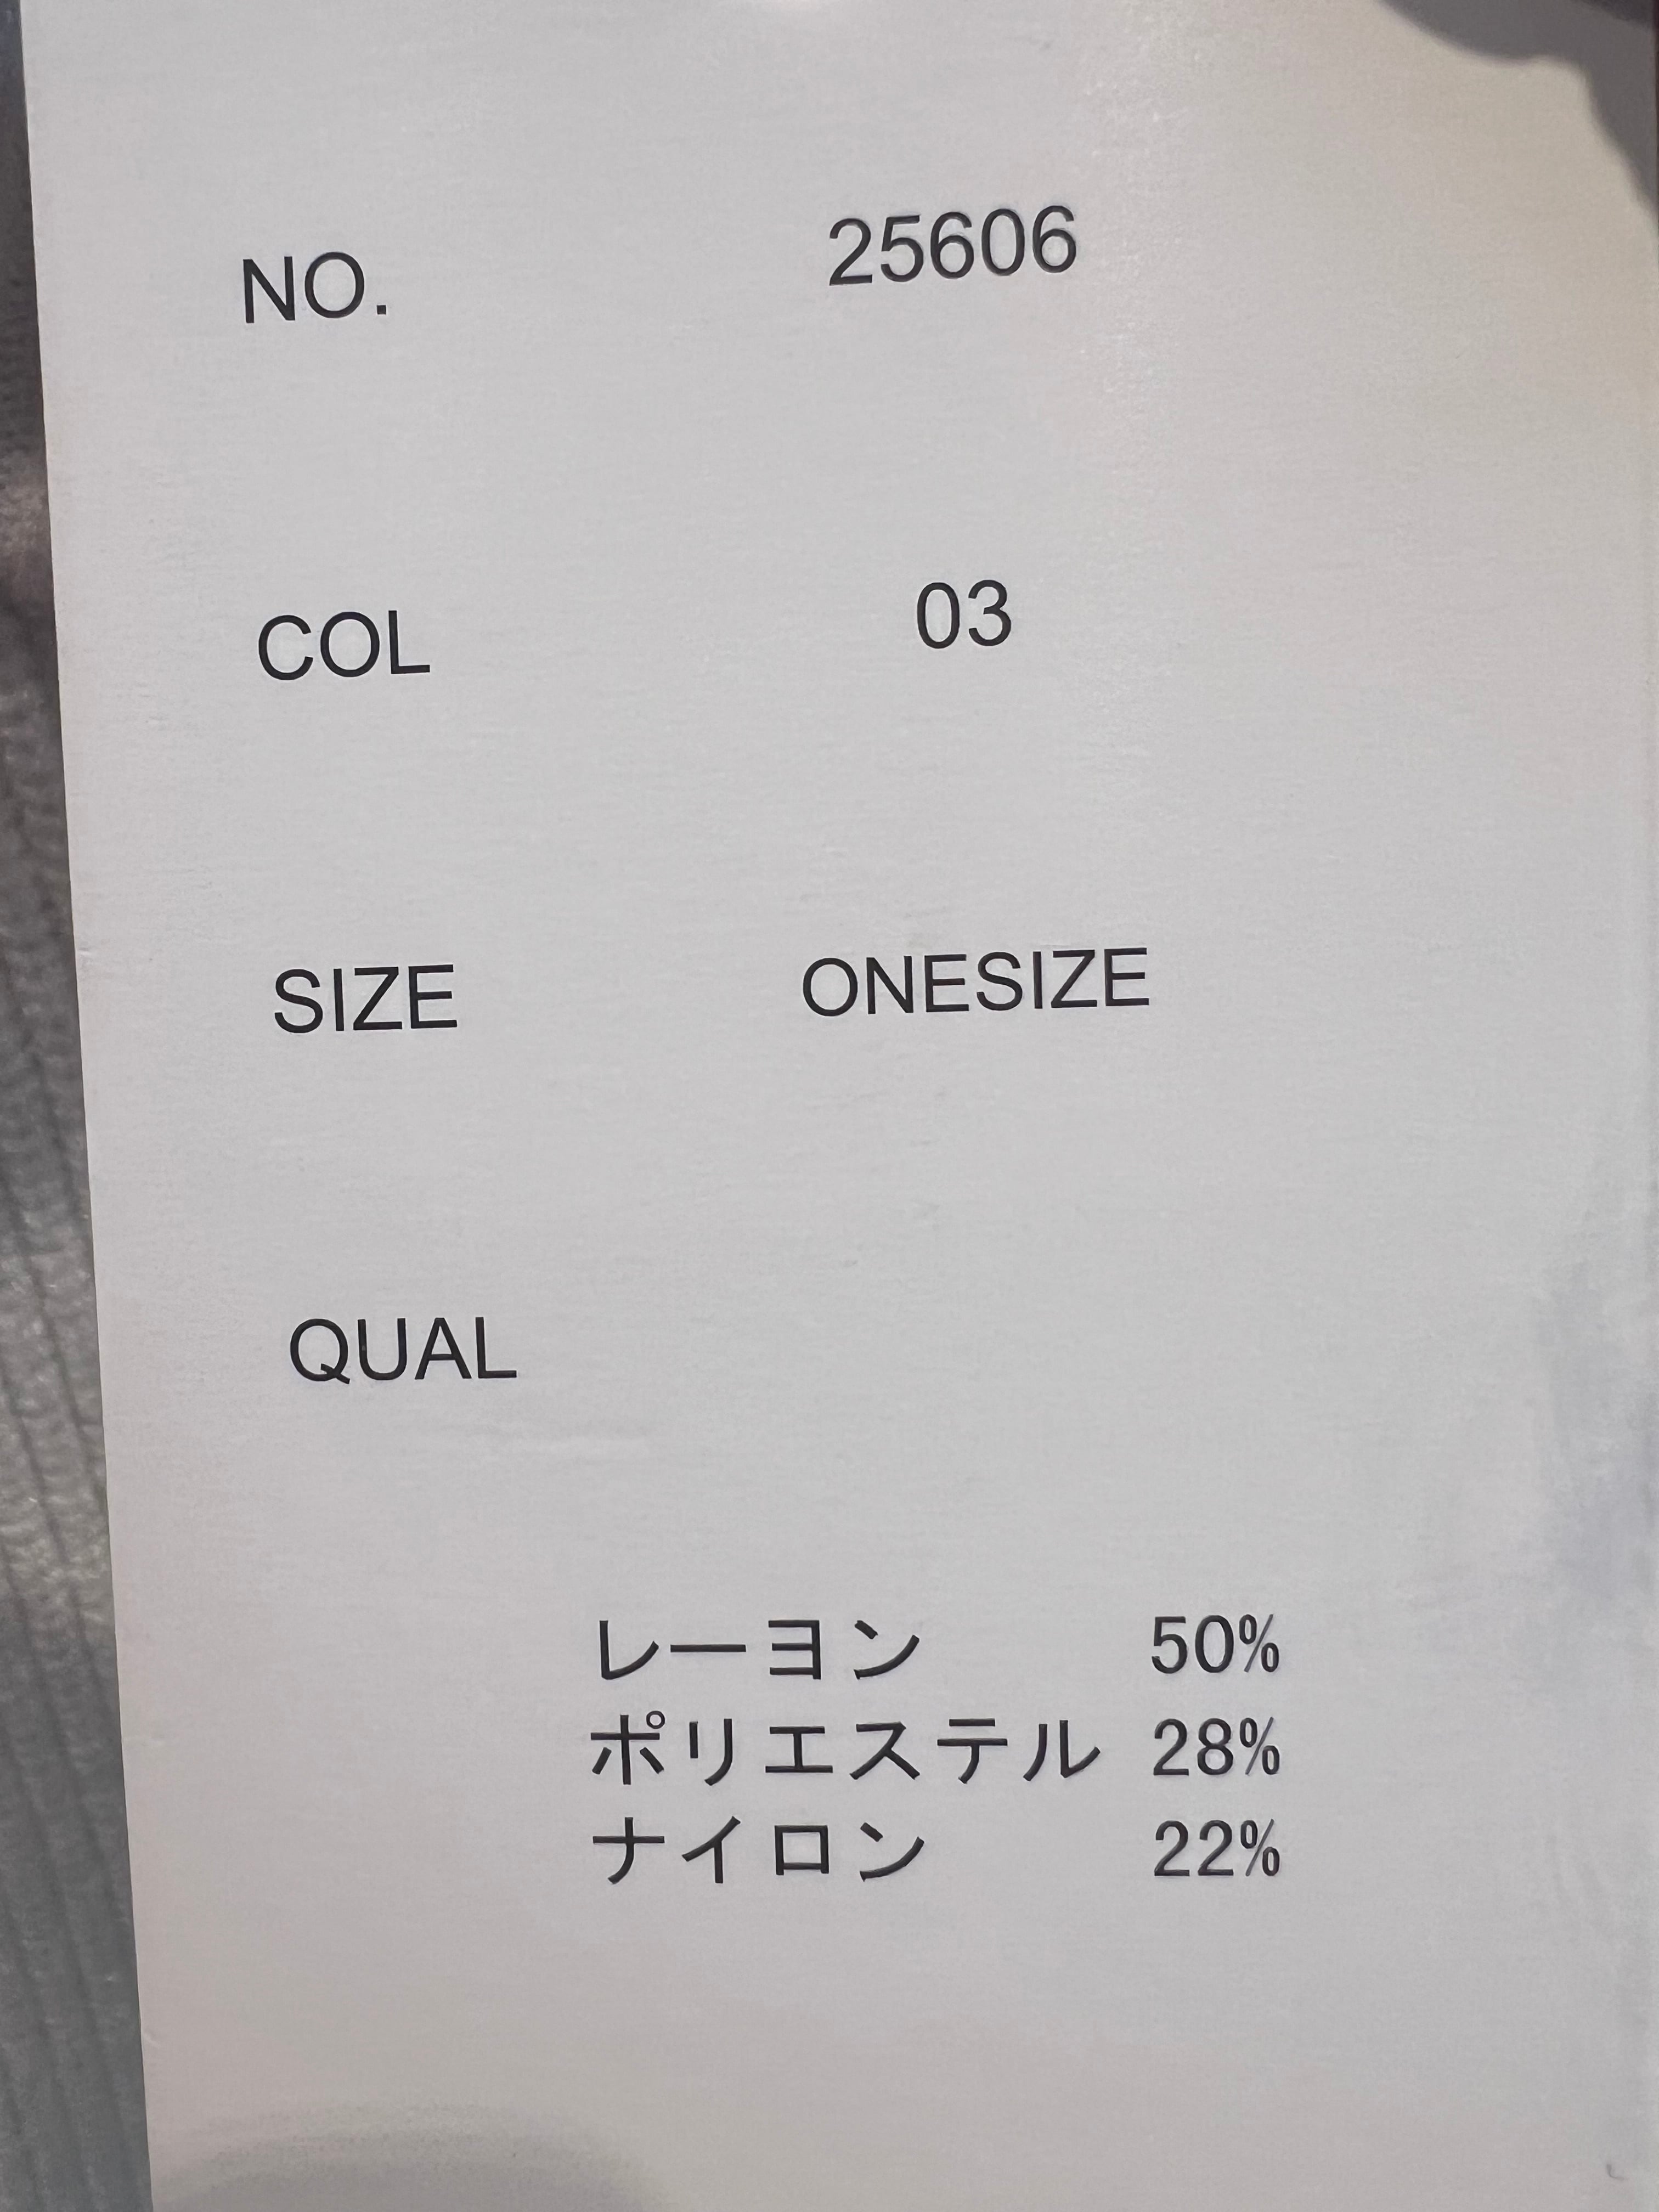 NO. 25606
COL 03
SIZE ONESIZE
QUAL
レーヨン 50%
ポリエステル 28%
ナイロン 22%